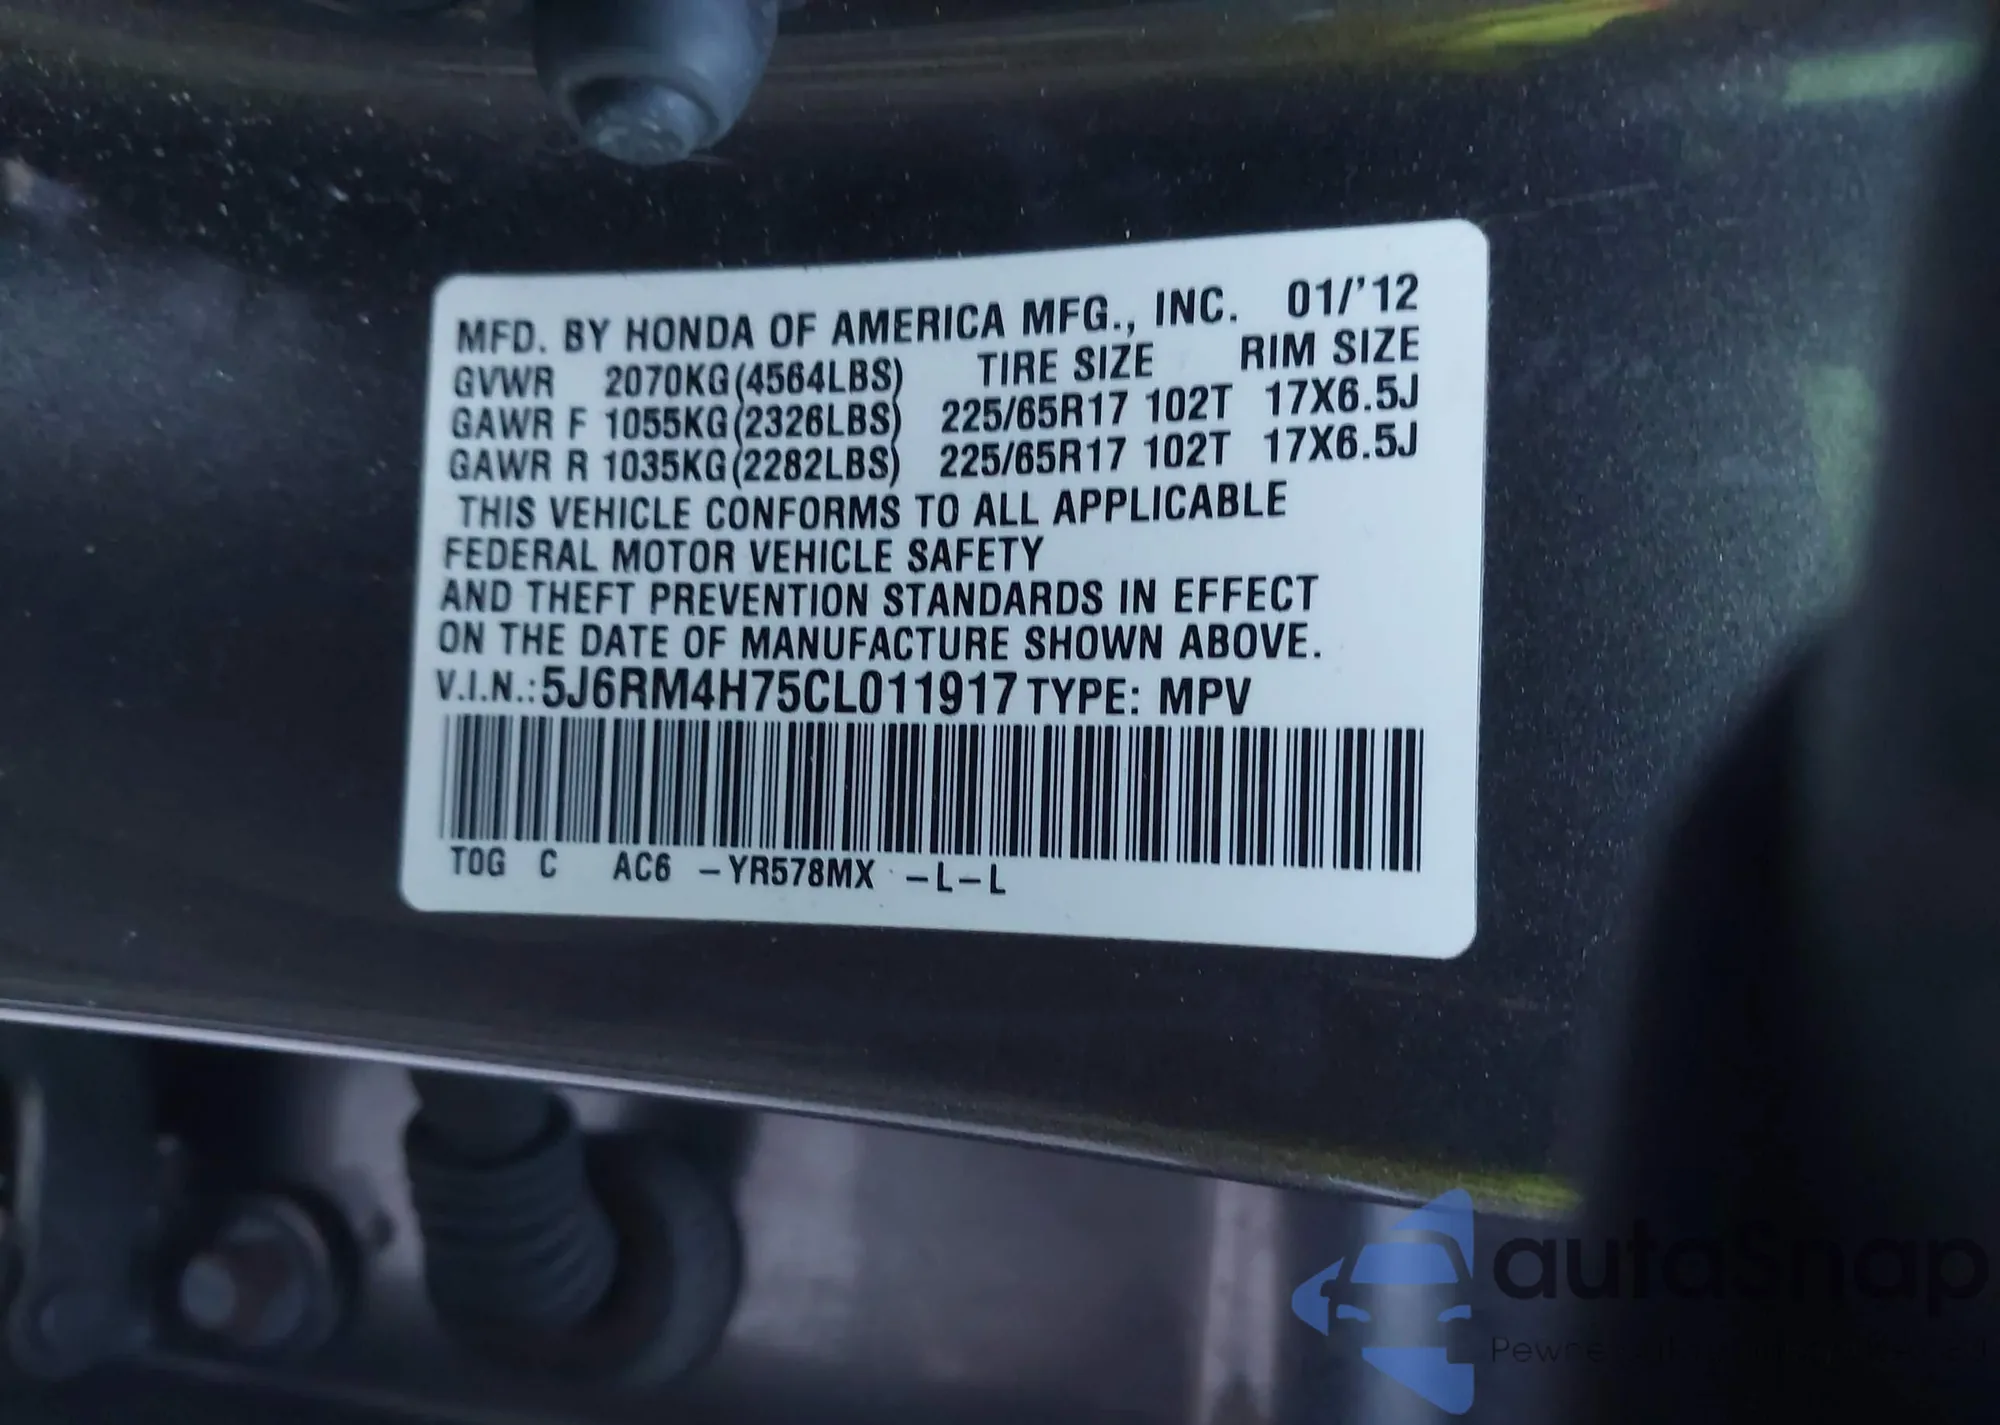 MFD. BY HONDA OF AMERICA MFG., INC. 01/'12
GVWR 2070KG(4564LBS) TIRE SIZE RIM SIZE
GAWR F 1055KG(2326LBS) 225/65R17 102T 17X6.5J
GAWR R 1035KG(2282LBS) 225/65R17 102T 17X6.5J
THIS VEHICLE CONFORMS TO ALL APPLICABLE
FEDERAL MOTOR VEHICLE SAFETY
AND THEFT PREVENTION STANDARDS IN EFFECT
ON THE DATE OF MANUFACTURE SHOWN ABOVE.
V.I.N.:5J6RM4H75CL011917 TYPE: MPV
TOG C AC6 -YR578MX -L-L
autosnap